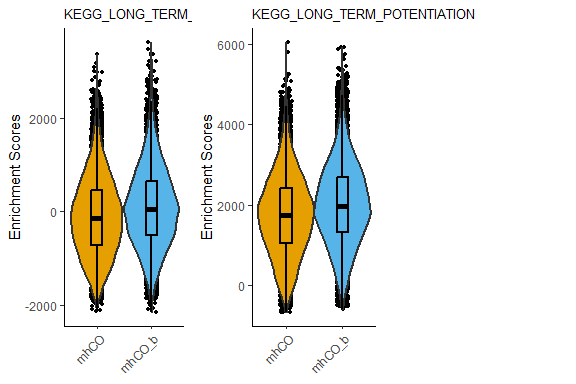 KEGG_LONG_TERM_
KEGG_LONG_TERM_POTENTIATION
Enrichment Scores
2000
0
-2000
mhCO
mhCO_b
Enrichment Scores
6000
4000
2000
0
mhCO
mhCO_b